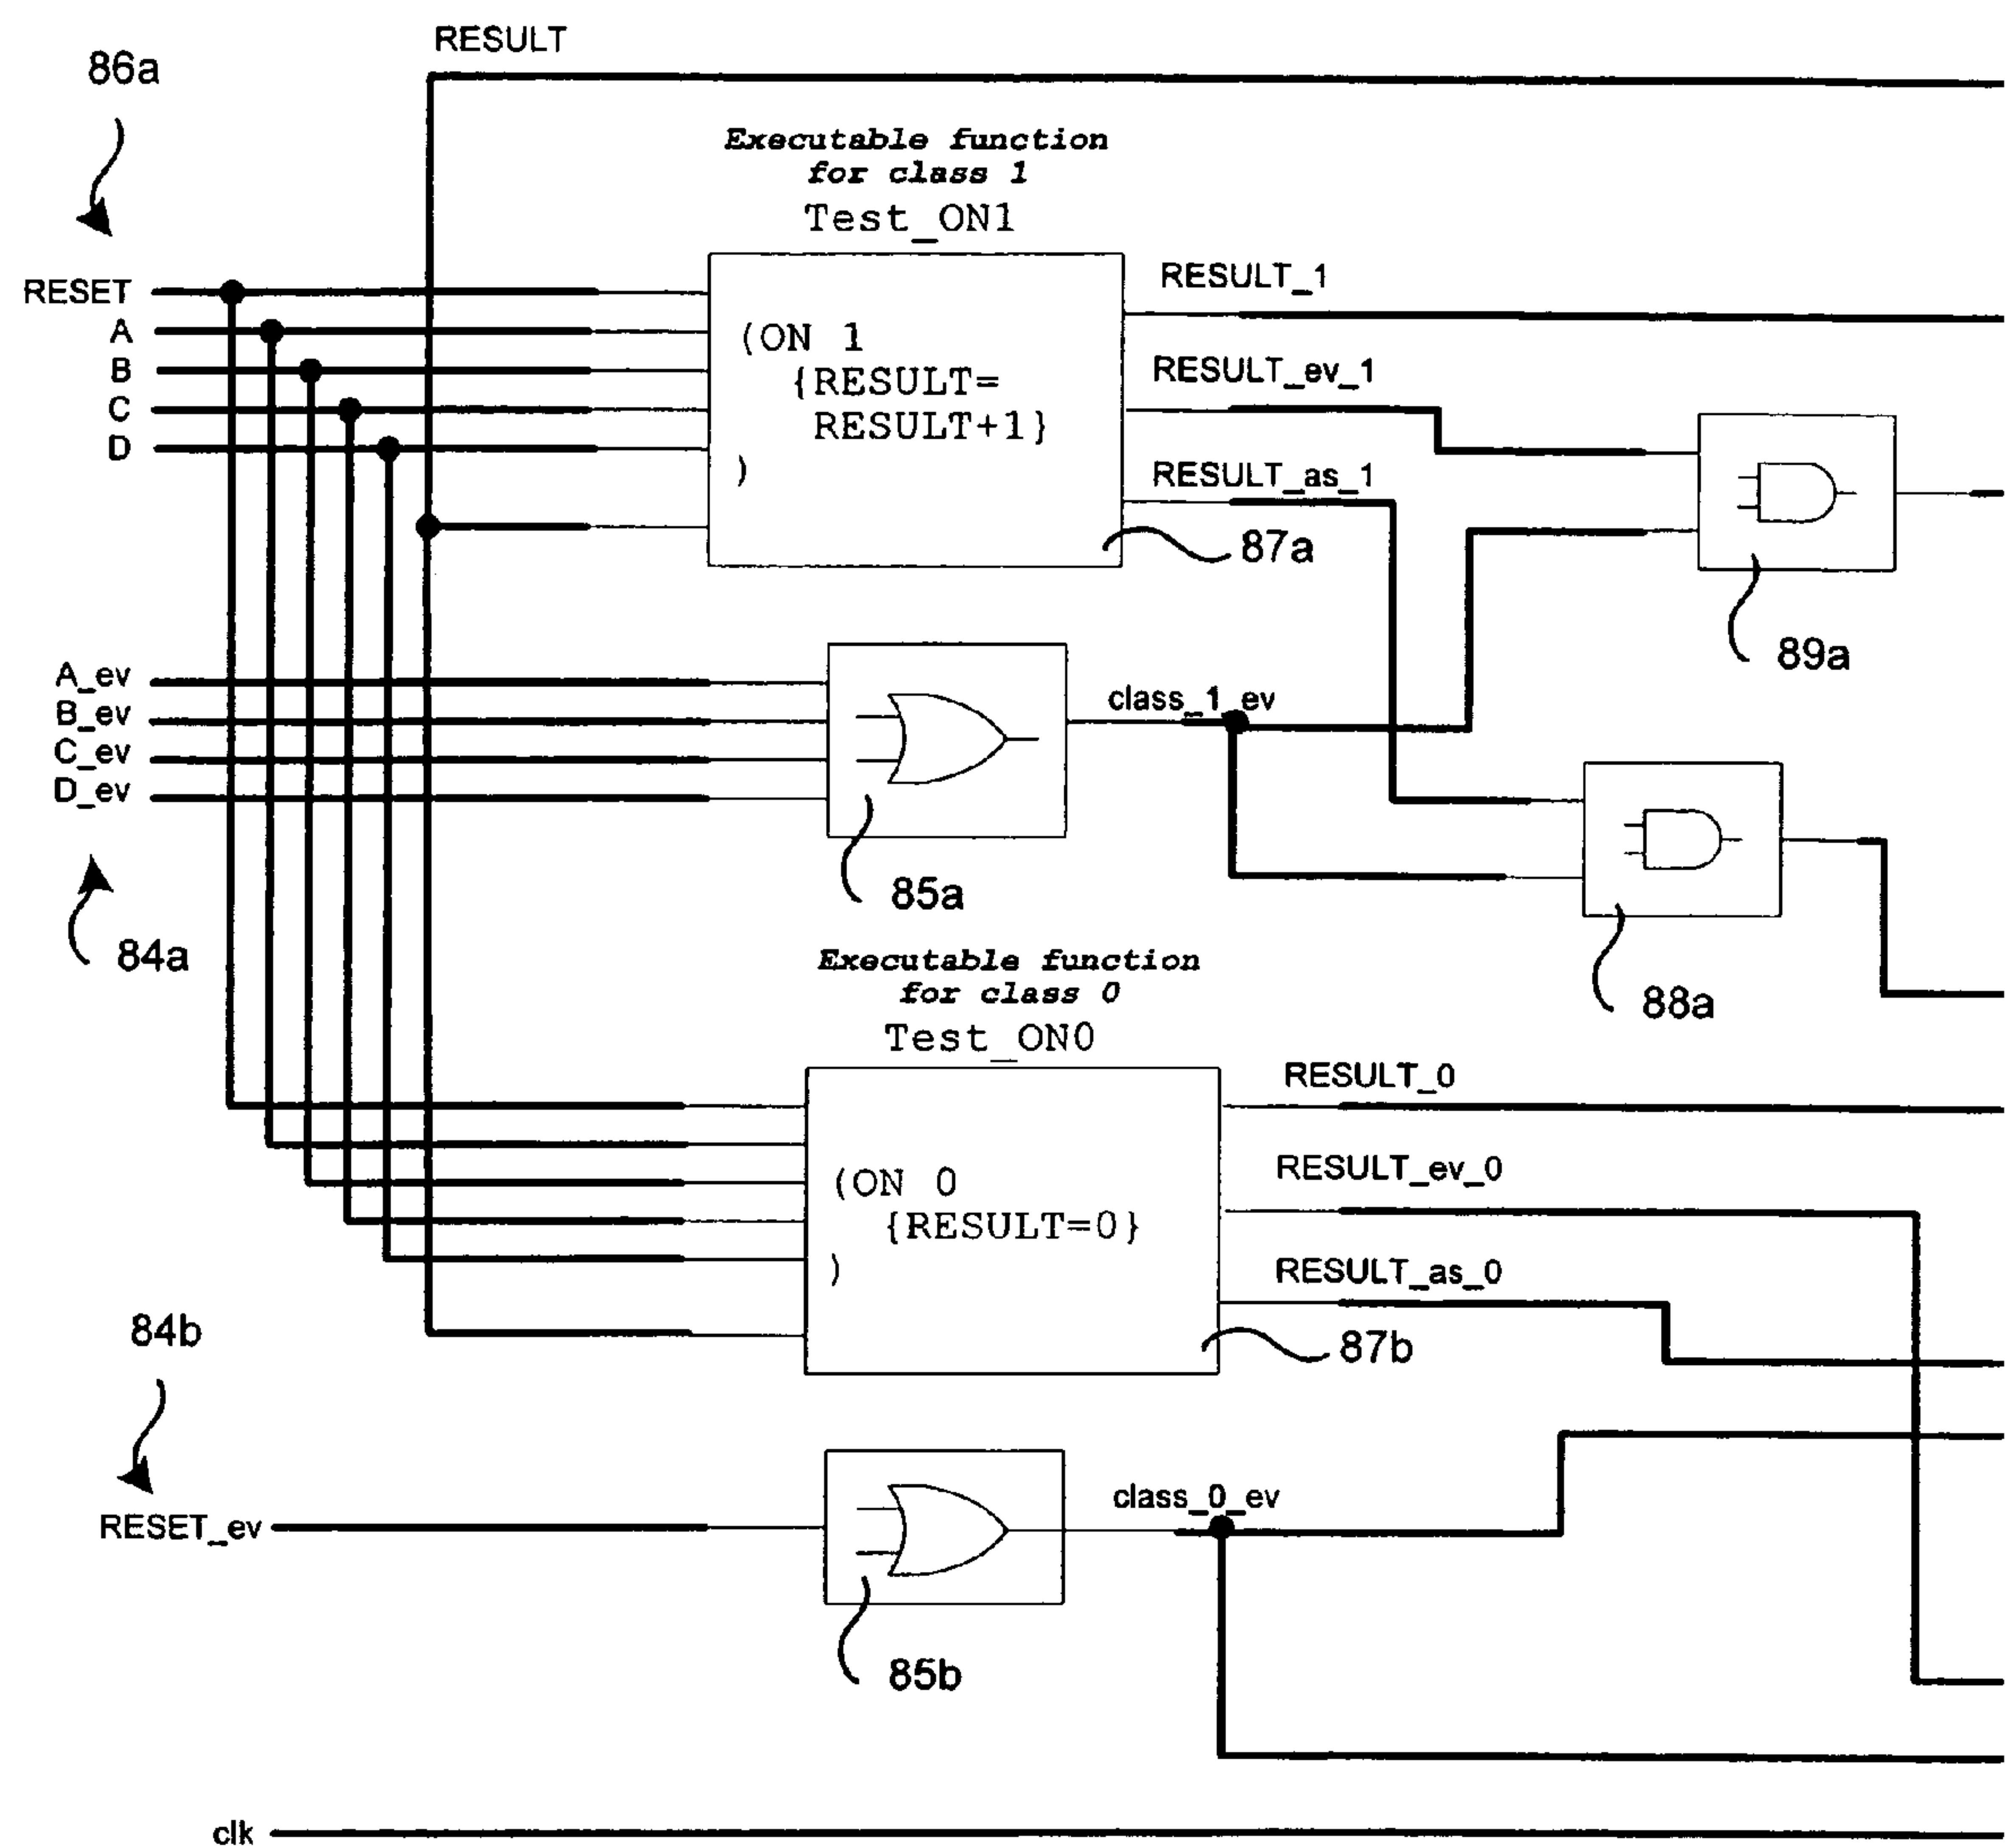 RESULT
86a
Executable function
for class 1
Test_ON1
RESET
A
B
C
D
(ON 1
{RESULT=
RESULT+1}
)
RESULT_1
RESULT_ev_1
RESULT_as_1
87a
89a
A_ev
B_ev
C_ev
D_ev
class_1_ev
85a
84a
88a
Executable function
for class 0
Test_ON0
(ON 0
{RESULT=0}
)
RESULT_0
RESULT_ev_0
RESULT_as_0
87b
84b
RESET_ev
class_0_ev
85b
clk